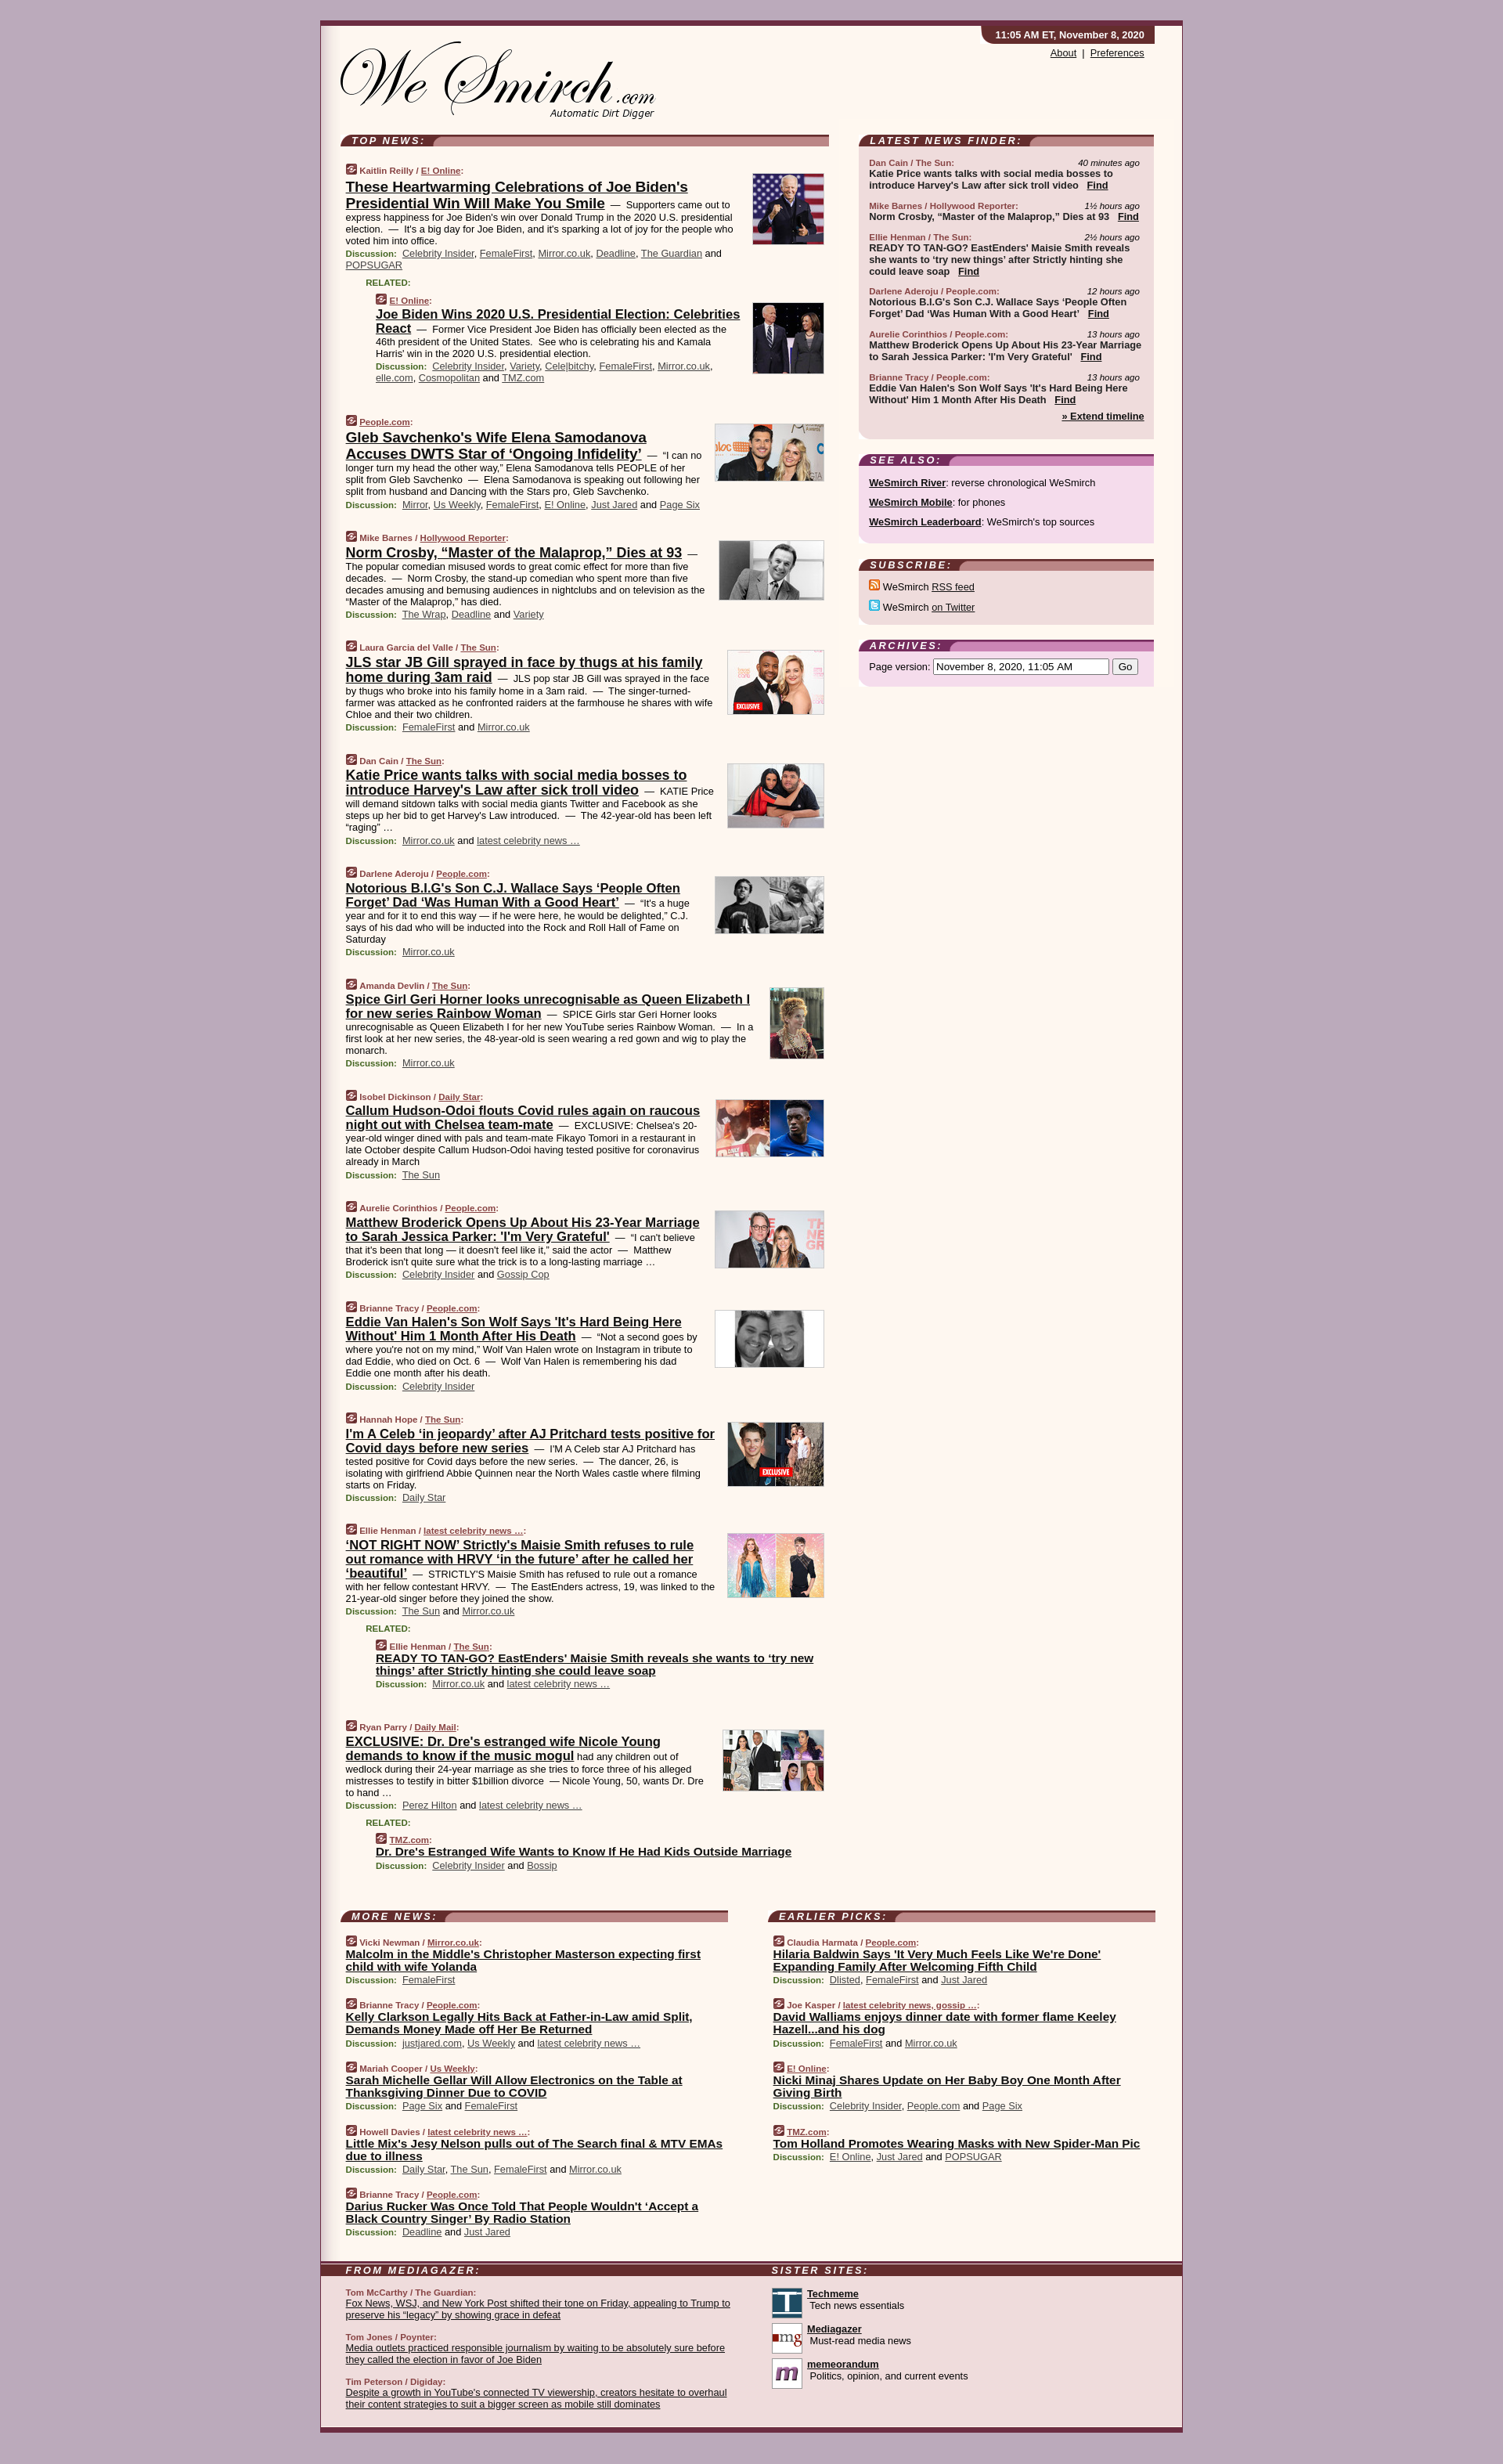 11:05 AM ET, November 8, 2020
About | Preferences
We Smirch.com
Automatic Dirt Digger
TOP NEWS:
Kaitlin Reilly / E! Online:
These Heartwarming Celebrations of Joe Biden's
Presidential Win Will Make You Smile — Supporters came out to
express happiness for Joe Biden's win over Donald Trump in the 2020 U.S. presidential
election. — It's a big day for Joe Biden, and it's sparking a lot of joy for the people who
voted him into office.
Discussion: Celebrity Insider, FemaleFirst, Mirror.co.uk, Deadline, The Guardian and
POPSUGAR
RELATED:
E! Online:
Joe Biden Wins 2020 U.S. Presidential Election: Celebrities
React — Former Vice President Joe Biden has officially been elected as the
46th president of the United States. See who is celebrating his and Kamala
Harris' win in the 2020 U.S. presidential election.
Discussion: Celebrity Insider, Variety, Cele|bitchy, FemaleFirst, Mirror.co.uk,
elle.com, Cosmopolitan and TMZ.com
People.com:
Gleb Savchenko's Wife Elena Samodanova
Accuses DWTS Star of ‘Ongoing Infidelity’ — “I can no
longer turn my head the other way,” Elena Samodanova tells PEOPLE of her
split from Gleb Savchenko — Elena Samodanova is speaking out following her
split from husband and Dancing with the Stars pro, Gleb Savchenko.
Discussion: Mirror, Us Weekly, FemaleFirst, E! Online, Just Jared and Page Six
Mike Barnes / Hollywood Reporter:
Norm Crosby, “Master of the Malaprop,” Dies at 93 —
The popular comedian misused words to great comic effect for more than five
decades. — Norm Crosby, the stand-up comedian who spent more than five
decades amusing and bemusing audiences in nightclubs and on television as the
“Master of the Malaprop,” has died.
Discussion: The Wrap, Deadline and Variety
Laura Garcia del Valle / The Sun:
JLS star JB Gill sprayed in face by thugs at his family
home during 3am raid — JLS pop star JB Gill was sprayed in the face
by thugs who broke into his family home in a 3am raid. — The singer-turned-
farmer was attacked as he confronted raiders at the farmhouse he shares with wife
Chloe and their two children.
Discussion: FemaleFirst and Mirror.co.uk
EXCLUSIVE
Dan Cain / The Sun:
Katie Price wants talks with social media bosses to
introduce Harvey's Law after sick troll video — KATIE Price
will demand sitdown talks with social media giants Twitter and Facebook as she
steps up her bid to get Harvey's Law introduced. — The 42-year-old has been left
“raging” …
Discussion: Mirror.co.uk and latest celebrity news …
Darlene Aderoju / People.com:
Notorious B.I.G's Son C.J. Wallace Says ‘People Often
Forget’ Dad ‘Was Human With a Good Heart’ — “It's a huge
year and for it to end this way — if he were here, he would be delighted,” C.J.
says of his dad who will be inducted into the Rock and Roll Hall of Fame on
Saturday
Discussion: Mirror.co.uk
Amanda Devlin / The Sun:
Spice Girl Geri Horner looks unrecognisable as Queen Elizabeth I
for new series Rainbow Woman — SPICE Girls star Geri Horner looks
unrecognisable as Queen Elizabeth I for her new YouTube series Rainbow Woman. — In a
first look at her new series, the 48-year-old is seen wearing a red gown and wig to play the
monarch.
Discussion: Mirror.co.uk
Isobel Dickinson / Daily Star:
Callum Hudson-Odoi flouts Covid rules again on raucous
night out with Chelsea team-mate — EXCLUSIVE: Chelsea's 20-
year-old winger dined with pals and team-mate Fikayo Tomori in a restaurant in
late October despite Callum Hudson-Odoi having tested positive for coronavirus
already in March
Discussion: The Sun
Aurelie Corinthios / People.com:
Matthew Broderick Opens Up About His 23-Year Marriage
to Sarah Jessica Parker: 'I'm Very Grateful' — “I can't believe
that it's been that long — it doesn't feel like it,” said the actor — Matthew
Broderick isn't quite sure what the trick is to a long-lasting marriage …
Discussion: Celebrity Insider and Gossip Cop
Brianne Tracy / People.com:
Eddie Van Halen's Son Wolf Says 'It's Hard Being Here
Without' Him 1 Month After His Death — “Not a second goes by
where you're not on my mind,” Wolf Van Halen wrote on Instagram in tribute to
dad Eddie, who died on Oct. 6 — Wolf Van Halen is remembering his dad
Eddie one month after his death.
Discussion: Celebrity Insider
Hannah Hope / The Sun:
I'm A Celeb ‘in jeopardy’ after AJ Pritchard tests positive for
Covid days before new series — I'M A Celeb star AJ Pritchard has
tested positive for Covid days before the new series. — The dancer, 26, is
isolating with girlfriend Abbie Quinnen near the North Wales castle where filming
starts on Friday.
Discussion: Daily Star
EXCLUSIVE
Ellie Henman / latest celebrity news …:
‘NOT RIGHT NOW’ Strictly's Maisie Smith refuses to rule
out romance with HRVY ‘in the future’ after he called her
‘beautiful’ — STRICTLY'S Maisie Smith has refused to rule out a romance
with her fellow contestant HRVY. — The EastEnders actress, 19, was linked to the
21-year-old singer before they joined the show.
Discussion: The Sun and Mirror.co.uk
RELATED:
Ellie Henman / The Sun:
READY TO TAN-GO? EastEnders' Maisie Smith reveals she wants to ‘try new
things’ after Strictly hinting she could leave soap
Discussion: Mirror.co.uk and latest celebrity news …
Ryan Parry / Daily Mail:
EXCLUSIVE: Dr. Dre's estranged wife Nicole Young
demands to know if the music mogul had any children out of
wedlock during their 24-year marriage as she tries to force three of his alleged
mistresses to testify in bitter $1billion divorce — Nicole Young, 50, wants Dr. Dre
to hand …
Discussion: Perez Hilton and latest celebrity news …
RELATED:
TMZ.com:
Dr. Dre's Estranged Wife Wants to Know If He Had Kids Outside Marriage
Discussion: Celebrity Insider and Bossip
LATEST NEWS FINDER:
Dan Cain / The Sun: 40 minutes ago
Katie Price wants talks with social media bosses to
introduce Harvey's Law after sick troll video Find
Mike Barnes / Hollywood Reporter: 1½ hours ago
Norm Crosby, “Master of the Malaprop,” Dies at 93 Find
Ellie Henman / The Sun: 2½ hours ago
READY TO TAN-GO? EastEnders' Maisie Smith reveals
she wants to ‘try new things’ after Strictly hinting she
could leave soap Find
Darlene Aderoju / People.com: 12 hours ago
Notorious B.I.G's Son C.J. Wallace Says ‘People Often
Forget’ Dad ‘Was Human With a Good Heart’ Find
Aurelie Corinthios / People.com: 13 hours ago
Matthew Broderick Opens Up About His 23-Year Marriage
to Sarah Jessica Parker: 'I'm Very Grateful' Find
Brianne Tracy / People.com: 13 hours ago
Eddie Van Halen's Son Wolf Says 'It's Hard Being Here
Without' Him 1 Month After His Death Find
» Extend timeline
SEE ALSO:
WeSmirch River: reverse chronological WeSmirch
WeSmirch Mobile: for phones
WeSmirch Leaderboard: WeSmirch's top sources
SUBSCRIBE:
WeSmirch RSS feed
WeSmirch on Twitter
ARCHIVES:
Page version: November 8, 2020, 11:05 AM Go
MORE NEWS:
Vicki Newman / Mirror.co.uk:
Malcolm in the Middle's Christopher Masterson expecting first
child with wife Yolanda
Discussion: FemaleFirst
Brianne Tracy / People.com:
Kelly Clarkson Legally Hits Back at Father-in-Law amid Split,
Demands Money Made off Her Be Returned
Discussion: justjared.com, Us Weekly and latest celebrity news …
Mariah Cooper / Us Weekly:
Sarah Michelle Gellar Will Allow Electronics on the Table at
Thanksgiving Dinner Due to COVID
Discussion: Page Six and FemaleFirst
Howell Davies / latest celebrity news …:
Little Mix's Jesy Nelson pulls out of The Search final & MTV EMAs
due to illness
Discussion: Daily Star, The Sun, FemaleFirst and Mirror.co.uk
Brianne Tracy / People.com:
Darius Rucker Was Once Told That People Wouldn't ‘Accept a
Black Country Singer’ By Radio Station
Discussion: Deadline and Just Jared
EARLIER PICKS:
Claudia Harmata / People.com:
Hilaria Baldwin Says 'It Very Much Feels Like We're Done'
Expanding Family After Welcoming Fifth Child
Discussion: Dlisted, FemaleFirst and Just Jared
Joe Kasper / latest celebrity news, gossip …:
David Walliams enjoys dinner date with former flame Keeley
Hazell...and his dog
Discussion: FemaleFirst and Mirror.co.uk
E! Online:
Nicki Minaj Shares Update on Her Baby Boy One Month After
Giving Birth
Discussion: Celebrity Insider, People.com and Page Six
TMZ.com:
Tom Holland Promotes Wearing Masks with New Spider-Man Pic
Discussion: E! Online, Just Jared and POPSUGAR
FROM MEDIAGAZER:
Tom McCarthy / The Guardian:
Fox News, WSJ, and New York Post shifted their tone on Friday, appealing to Trump to
preserve his “legacy” by showing grace in defeat
Tom Jones / Poynter:
Media outlets practiced responsible journalism by waiting to be absolutely sure before
they called the election in favor of Joe Biden
Tim Peterson / Digiday:
Despite a growth in YouTube's connected TV viewership, creators hesitate to overhaul
their content strategies to suit a bigger screen as mobile still dominates
SISTER SITES:
T
Techmeme
Tech news essentials
mg
Mediagazer
Must-read media news
m
memeorandum
Politics, opinion, and current events